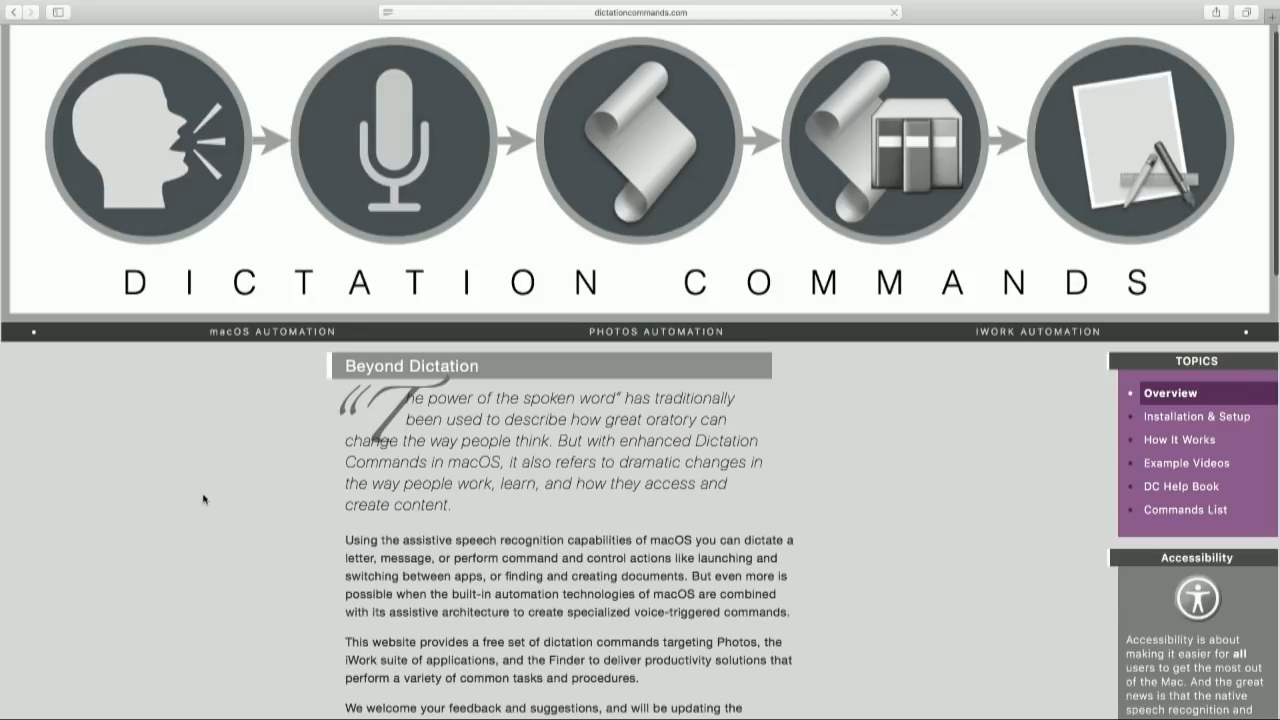 dictationcommands.com
DICTATION COMMANDS
macOS AUTOMATION
PHOTOS AUTOMATION
iWORK AUTOMATION
Beyond Dictation
“The power of the spoken word” has traditionally
been used to describe how great oratory can
change the way people think. But with enhanced Dictation
Commands in macOS, it also refers to dramatic changes in
the way people work, learn, and how they access and
create content.
Using the assistive speech recognition capabilities of macOS you can dictate a
letter, message, or perform command and control actions like launching and
switching between apps, or finding and creating documents. But even more is
possible when the built-in automation technologies of macOS are combined
with its assistive architecture to create specialized voice-triggered commands.
This website provides a free set of dictation commands targeting Photos, the
iWork suite of applications, and the Finder to deliver productivity solutions that
perform a variety of common tasks and procedures.
We welcome your feedback and suggestions, and will be updating the
TOPICS
Overview
Installation & Setup
How It Works
Example Videos
DC Help Book
Commands List
Accessibility
Accessibility is about
making it easier for all
users to get the most out
of the Mac. And the great
news is that the native
speech recognition and